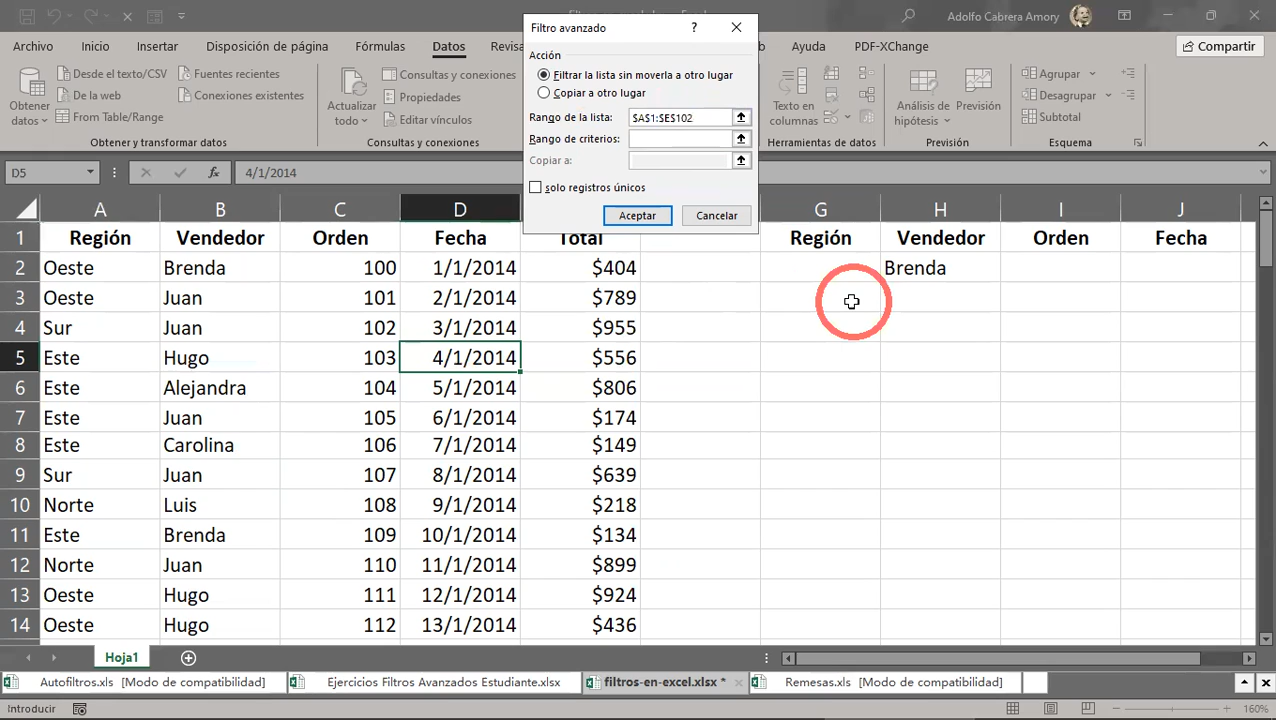 Filtro avanzado ?
Adolfo Cabrera Amory
Archivo Inicio Insertar Disposición de página Fórmulas Datos Revisa Ayuda PDF-XChange Compartir
Obtener datos
Desde el texto/CSV
De la web
From Table/Range
Fuentes recientes
Conexiones existentes
Obtener y transformar datos
Actualizar todo
Consultas y conexiones
Propiedades
Editar vínculos
Consultas y conexiones
Acción
Filtrar la lista sin moverla a otro lugar
Copiar a otro lugar
Rango de la lista: $A$1:$E$102
Rango de criterios:
Copiar a:
Sólo registros únicos
Aceptar Cancelar
Texto en columnas
Herramientas de datos
Análisis de hipótesis
Previsión
Previsión
Agrupar
Desagrupar
Subtotal
Esquema
D5 fx 4/1/2014
A B C D G H I J
1 Región Vendedor Orden Fecha Total Región Vendedor Orden Fecha
2 Oeste Brenda 100 1/1/2014 $404 Brenda
3 Oeste Juan 101 2/1/2014 $789
4 Sur Juan 102 3/1/2014 $955
5 Este Hugo 103 4/1/2014 $556
6 Este Alejandra 104 5/1/2014 $806
7 Este Juan 105 6/1/2014 $174
8 Este Carolina 106 7/1/2014 $149
9 Sur Juan 107 8/1/2014 $639
10 Norte Luis 108 9/1/2014 $218
11 Este Brenda 109 10/1/2014 $134
12 Norte Juan 110 11/1/2014 $899
13 Oeste Hugo 111 12/1/2014 $924
14 Oeste Hugo 112 13/1/2014 $436
Hoja1
Autofiltros.xls [Modo de compatibilidad] Ejercicios Filtros Avanzados Estudiante.xlsx filtros-en-excel.xlsx * Remesas.xls [Modo de compatibilidad]
Introducir 160%